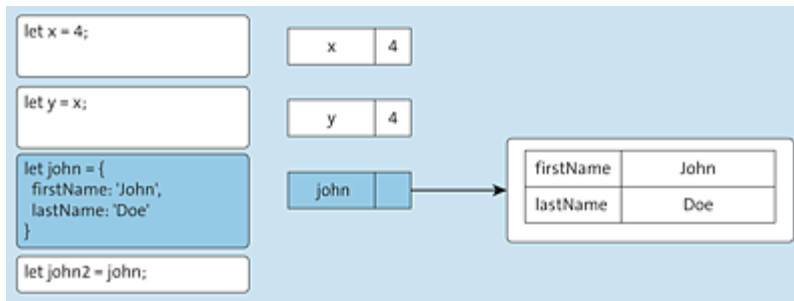 let x = 4;
x 4
let y = x;
y 4
let john = {
firstName: 'John',
lastName: 'Doe'
}
john
firstName John
lastName Doe
let john2 = john;